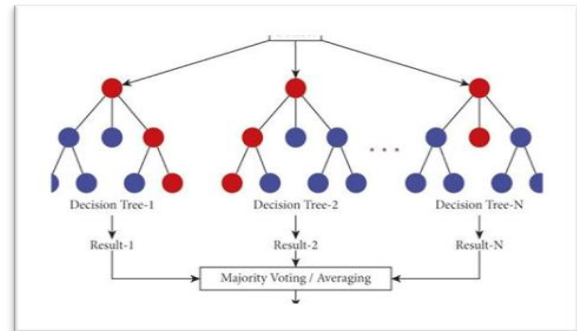 Decision Tree-1 Decision Tree-2 Decision Tree-N
Result-1 Result-2 Result-N
Majority Voting / Averaging